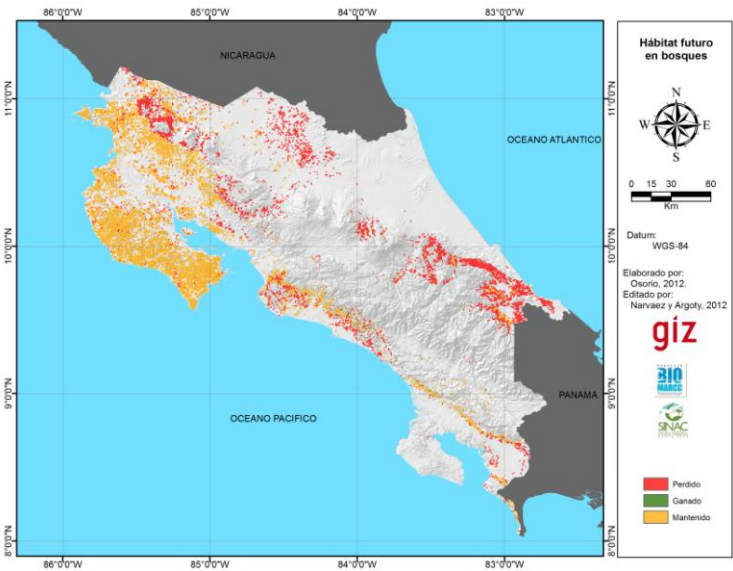 86°0'0"W 85°0'0"W 84°0'0"W 83°0'0"W
11°0'0"N
10°0'0"N
9°0'0"N
8°0'0"N
NICARAGUA
OCEANO ATLANTICO
PANAMA
OCEANO PACIFICO
11°0'0"N
10°0'0"N
9°0'0"N
8°0'0"N
86°0'0"W 85°0'0"W 84°0'0"W 83°0'0"W
Hábitat futuro
en bosques
N
W E
S
0 15 30 60
Km
Datum:
WGS-84
Elaborado por:
Osorio, 2012.
Editado por:
Narvaez y Argoty, 2012
giz
BIO
MARCC
SINAC
Perdido
Ganado
Mantenido